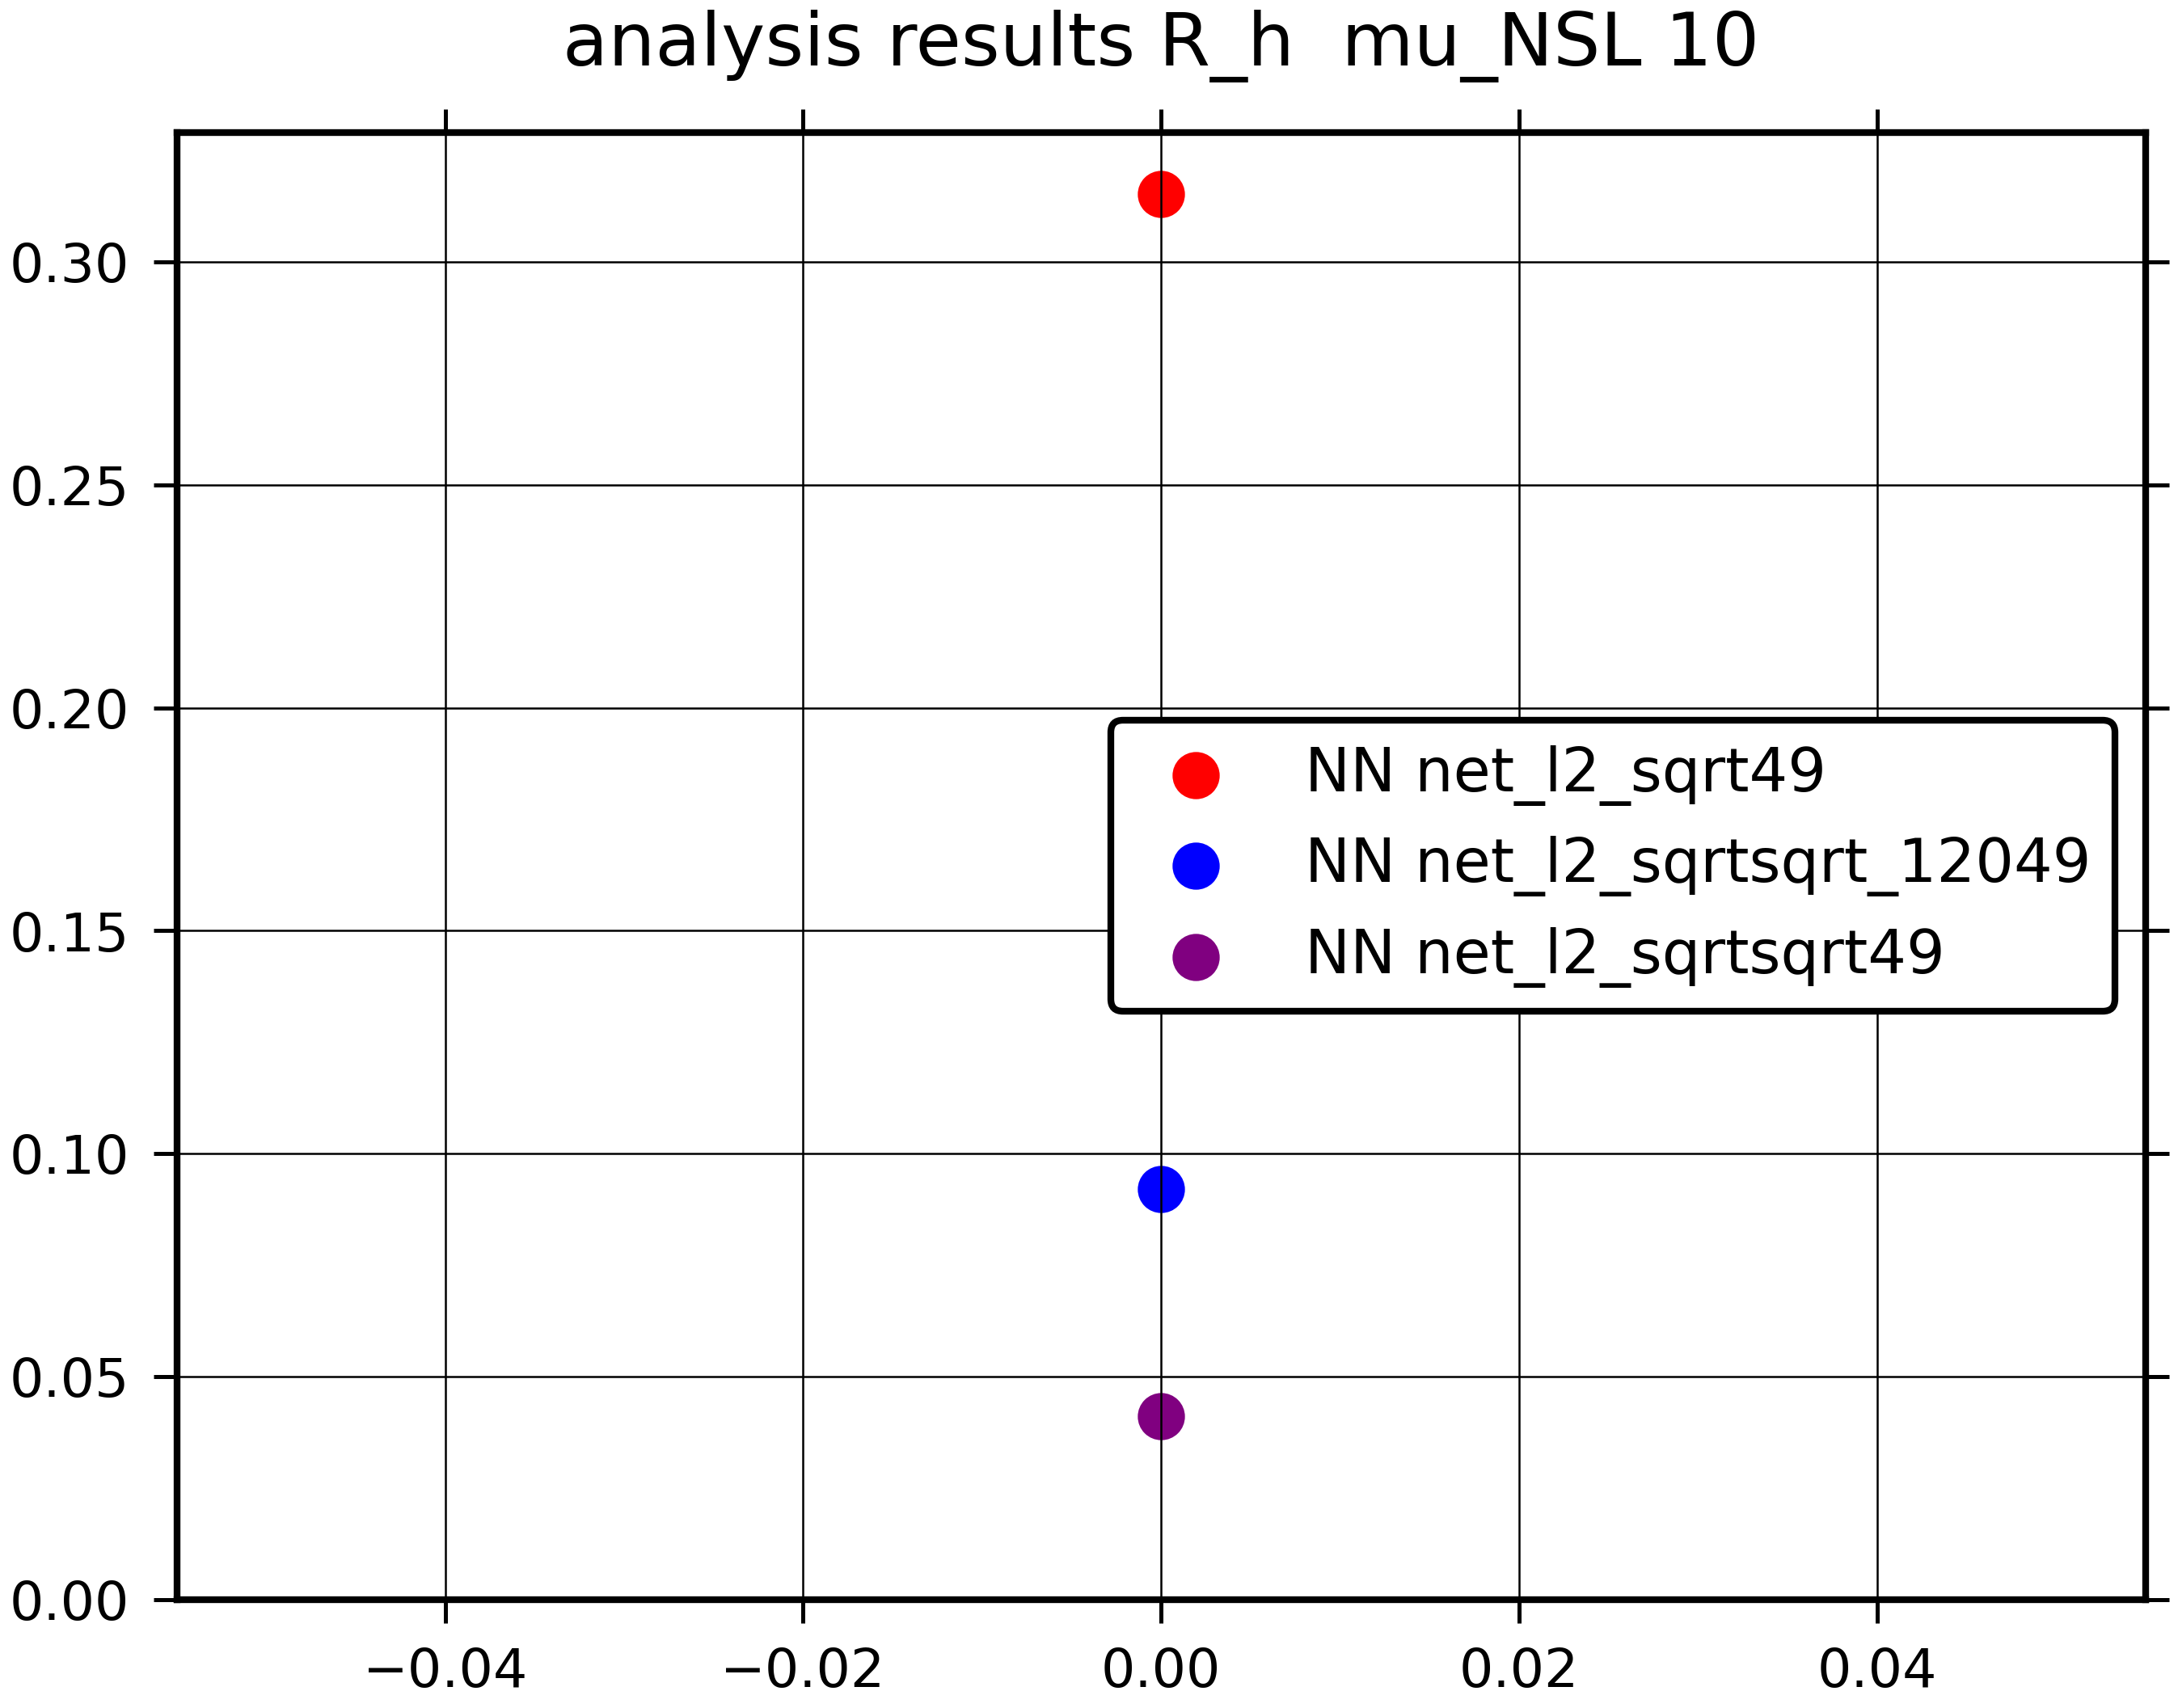 analysis results R_h  mu_NSL 10
0.30
0.25
0.20
0.15
0.10
0.05
0.00
NN net_l2_sqrt49
NN net_l2_sqrtsqrt_12049
NN net_l2_sqrtsqrt49
−0.04 −0.02 0.00 0.02 0.04